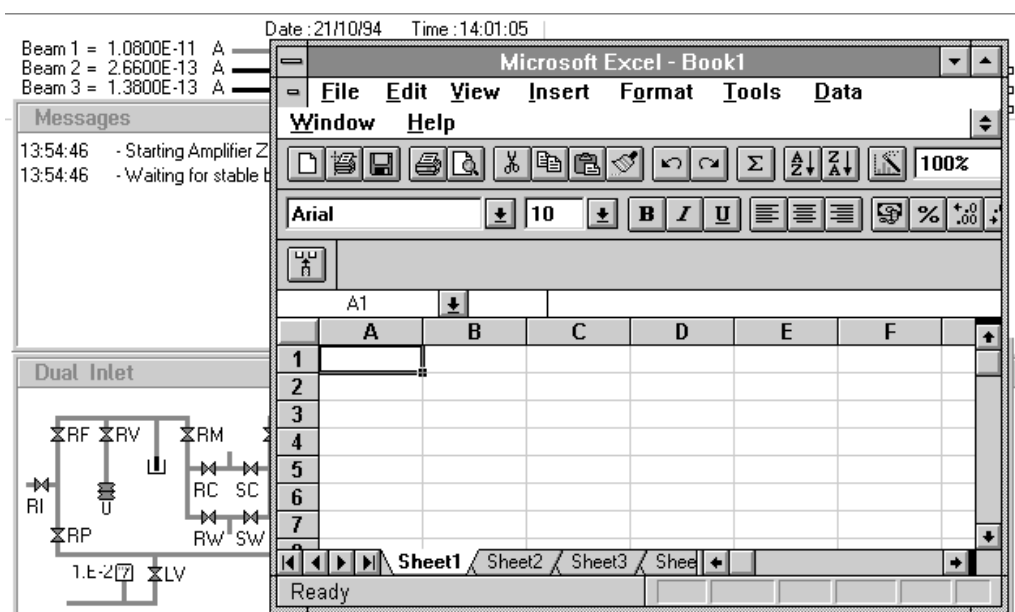 Date : 21/10/94 Time : 14:01:05
Beam 1 = 1.0800E-11 A
Beam 2 = 2.6600E-13 A
Beam 3 = 1.3800E-13 A
Messages
13:54:46 - Starting Amplifier Z
13:54:46 - Waiting for stable b
Dual Inlet
RF RV RM
RI U RC SC
RP RW SW
1.E-2 LV
Microsoft Excel - Book1
File Edit View Insert Format Tools Data
Window Help
Σ A Z Z A 100%
Arial 10 B I U % .0 .00
A1
A B C D E F
1
2
3
4
5
6
7
Sheet1 Sheet2 Sheet3 Shee
Ready